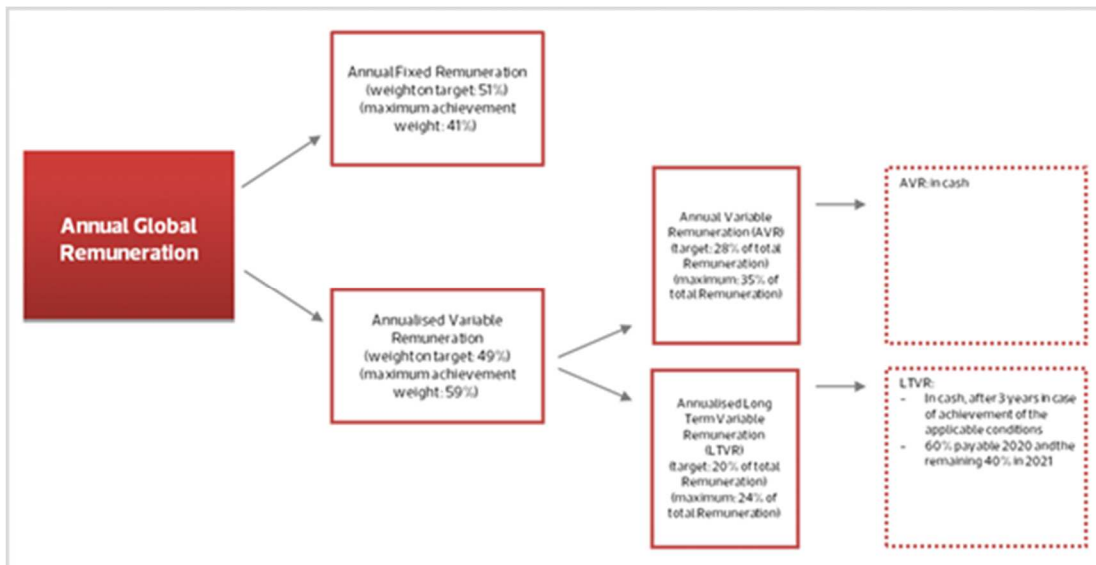 Annual Global
Remuneration
Annual Fixed Remuneration
(weight on target: 51%)
(maximum achievement
weight: 41%)
Annualised Variable
Remuneration
(weight on target: 49%)
(maximum achievement
weight: 59%)
Annual Variable
Remuneration (AVR)
(target: 28% of total
Remuneration)
(maximum: 35% of
total Remuneration)
AVR: in cash
Annualised Long
Term Variable
Remuneration
(LTVR)
(target: 20% of total
Remuneration)
(maximum: 24% of
total Remuneration)
LTVR:
- In cash, after 3 years in case
of achievement of the
applicable conditions
- 60% payable 2020 and the
remaining 40% in 2021